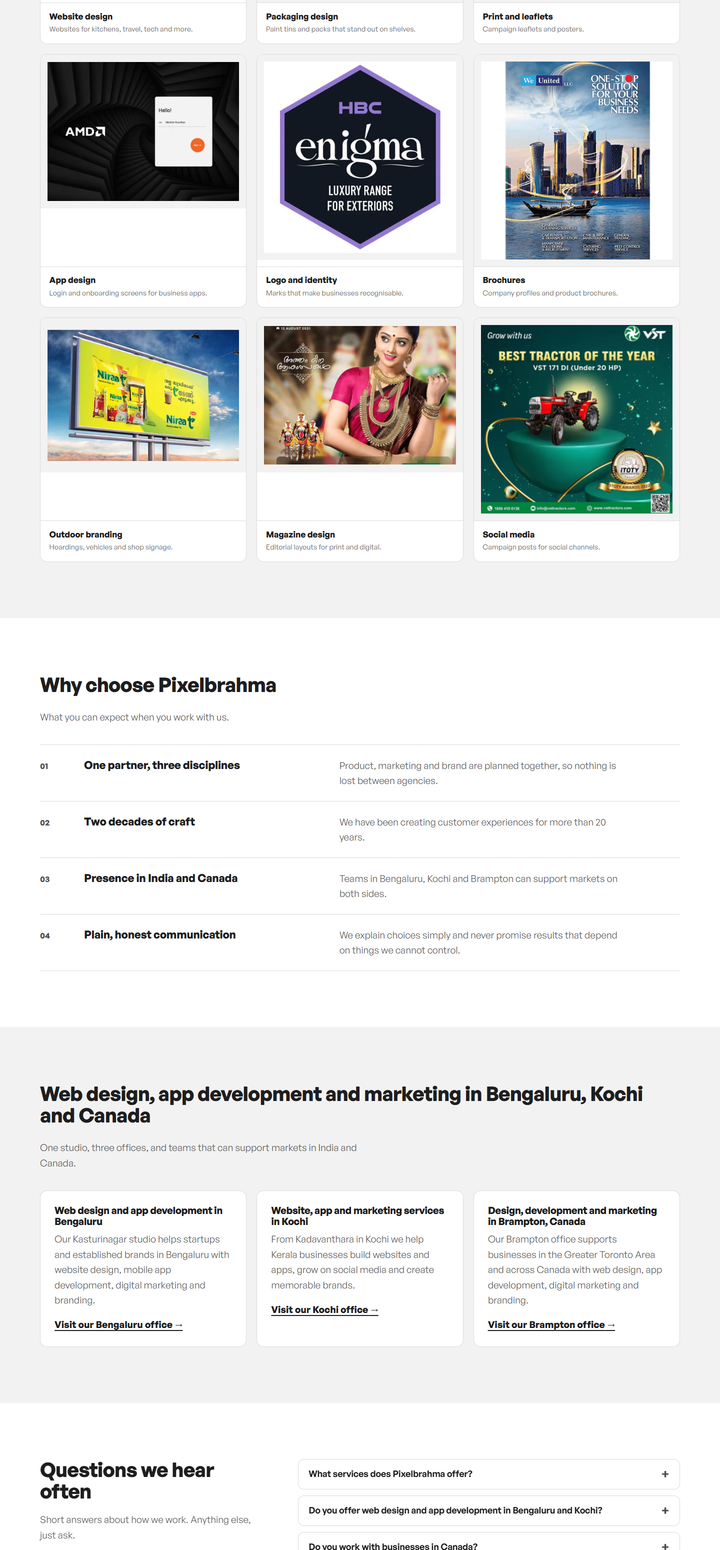 Website design
Websites for kitchens, travel, tech and more.
Packaging design
Paint tins and packs that stand out on shelves.
Print and leaflets
Campaign leaflets and posters.
AMD
Hello!
HBC
enigma
LUXURY RANGE
FOR EXTERIORS
We United LLC
ONE-STOP
SOLUTION
FOR YOUR
BUSINESS
NEEDS
App design
Login and onboarding screens for business apps.
Logo and identity
Marks that make businesses recognisable.
Brochures
Company profiles and product brochures.
Niraa
Niraa
15 AUGUST 2021
Grow with us
VST
BEST TRACTOR OF THE YEAR
VST 171 DI (Under 20 HP)
ITOTY
Outdoor branding
Hoardings, vehicles and shop signage.
Magazine design
Editorial layouts for print and digital.
Social media
Campaign posts for social channels.
Why choose Pixelbrahma
What you can expect when you work with us.
01
One partner, three disciplines
Product, marketing and brand are planned together, so nothing is
lost between agencies.
02
Two decades of craft
We have been creating customer experiences for more than 20
years.
03
Presence in India and Canada
Teams in Bengaluru, Kochi and Brampton can support markets on
both sides.
04
Plain, honest communication
We explain choices simply and never promise results that depend
on things we cannot control.
Web design, app development and marketing in Bengaluru, Kochi
and Canada
One studio, three offices, and teams that can support markets in India and
Canada.
Web design and app development in
Bengaluru
Our Kasturinagar studio helps startups
and established brands in Bengaluru with
website design, mobile app
development, digital marketing and
branding.
Visit our Bengaluru office →
Website, app and marketing services
in Kochi
From Kadavanthara in Kochi we help
Kerala businesses build websites and
apps, grow on social media and create
memorable brands.
Visit our Kochi office →
Design, development and marketing
in Brampton, Canada
Our Brampton office supports
businesses in the Greater Toronto Area
and across Canada with web design, app
development, digital marketing and
branding.
Visit our Brampton office →
Questions we hear
often
Short answers about how we work. Anything else,
just ask.
What services does Pixelbrahma offer? +
Do you offer web design and app development in Bengaluru and Kochi? +
Do you work with businesses in Canada? +